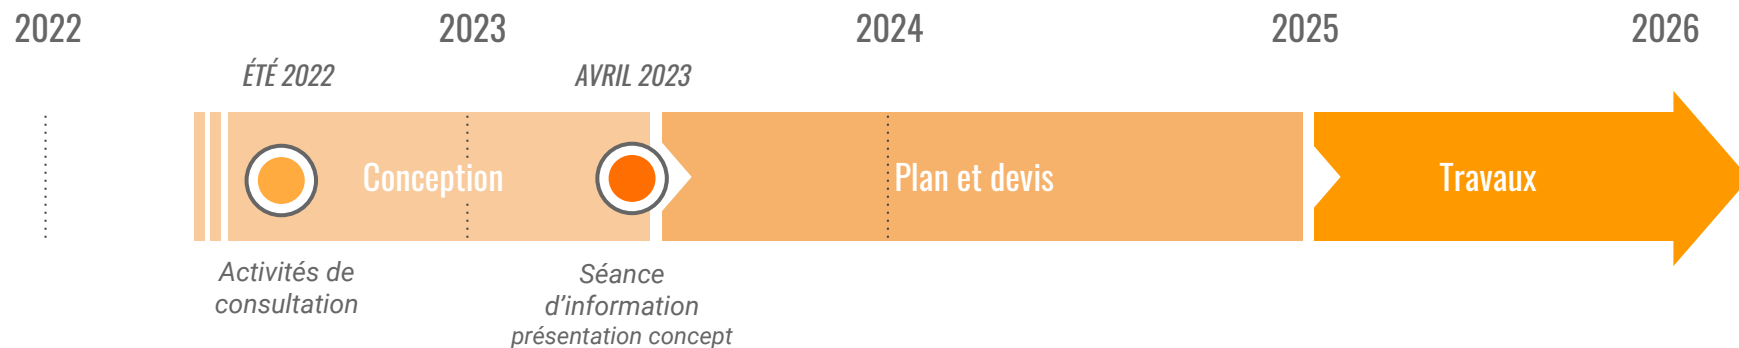 2022 2023 2024 2025 2026
ÉTÉ 2022 AVRIL 2023
Conception Plan et devis Travaux
Activités de
consultation
Séance
d'information
présentation concept